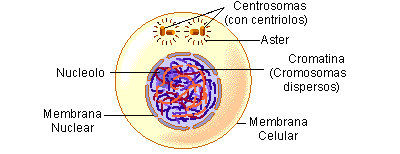 Centrosomas
(con centriolos)
Aster
Nucleolo
Cromatina
(Cromosomas
dispersos)
Membrana
Nuclear
Membrana
Celular